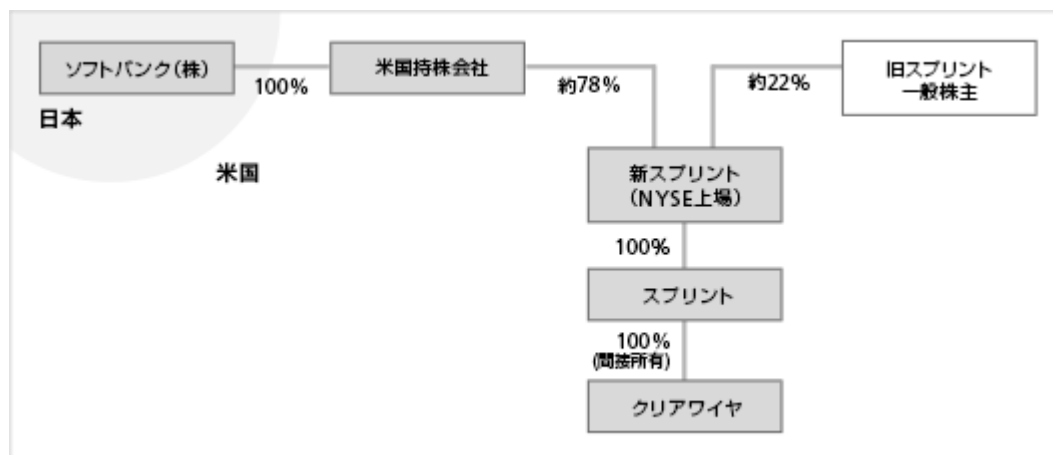 ソフトバンク(株)
100%
米国持株会社
約78%
約22%
旧スプリント
一般株主
日本
米国
新スプリント
(NYSE上場)
100%
スプリント
100%
(間接所有)
クリアワイヤ